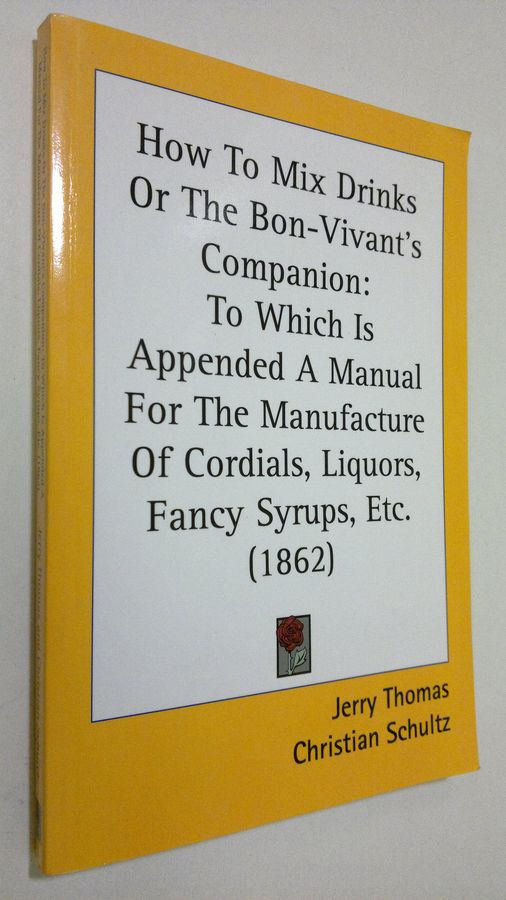 How To Mix Drinks
Or The Bon-Vivant's
Companion:
To Which Is
Appended A Manual
For The Manufacture
Of Cordials, Liquors,
Fancy Syrups, Etc.
(1862)
Jerry Thomas
Christian Schultz